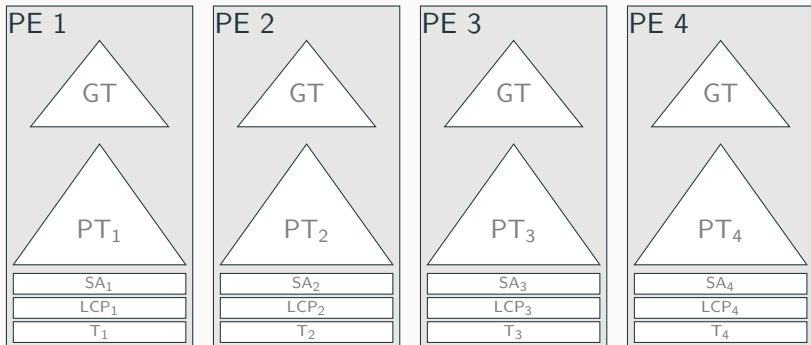 PE 1 PE 2 PE 3 PE 4
GT GT GT GT
PT₁ PT₂ PT₃ PT₄
SA₁ SA₂ SA₃ SA₄
LCP₁ LCP₂ LCP₃ LCP₄
T₁ T₂ T₃ T₄